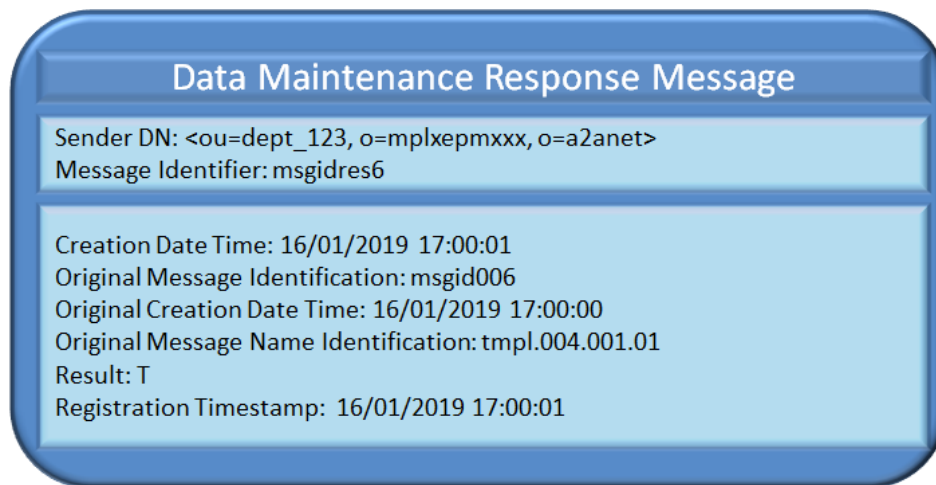 Data Maintenance Response Message
Sender DN: <ou=dept_123, o=mplxepmxxx, o=a2anet>
Message Identifier: msgidres6
Creation Date Time: 16/01/2019 17:00:01
Original Message Identification: msgid006
Original Creation Date Time: 16/01/2019 17:00:00
Original Message Name Identification: tmpl.004.001.01
Result: T
Registration Timestamp: 16/01/2019 17:00:01